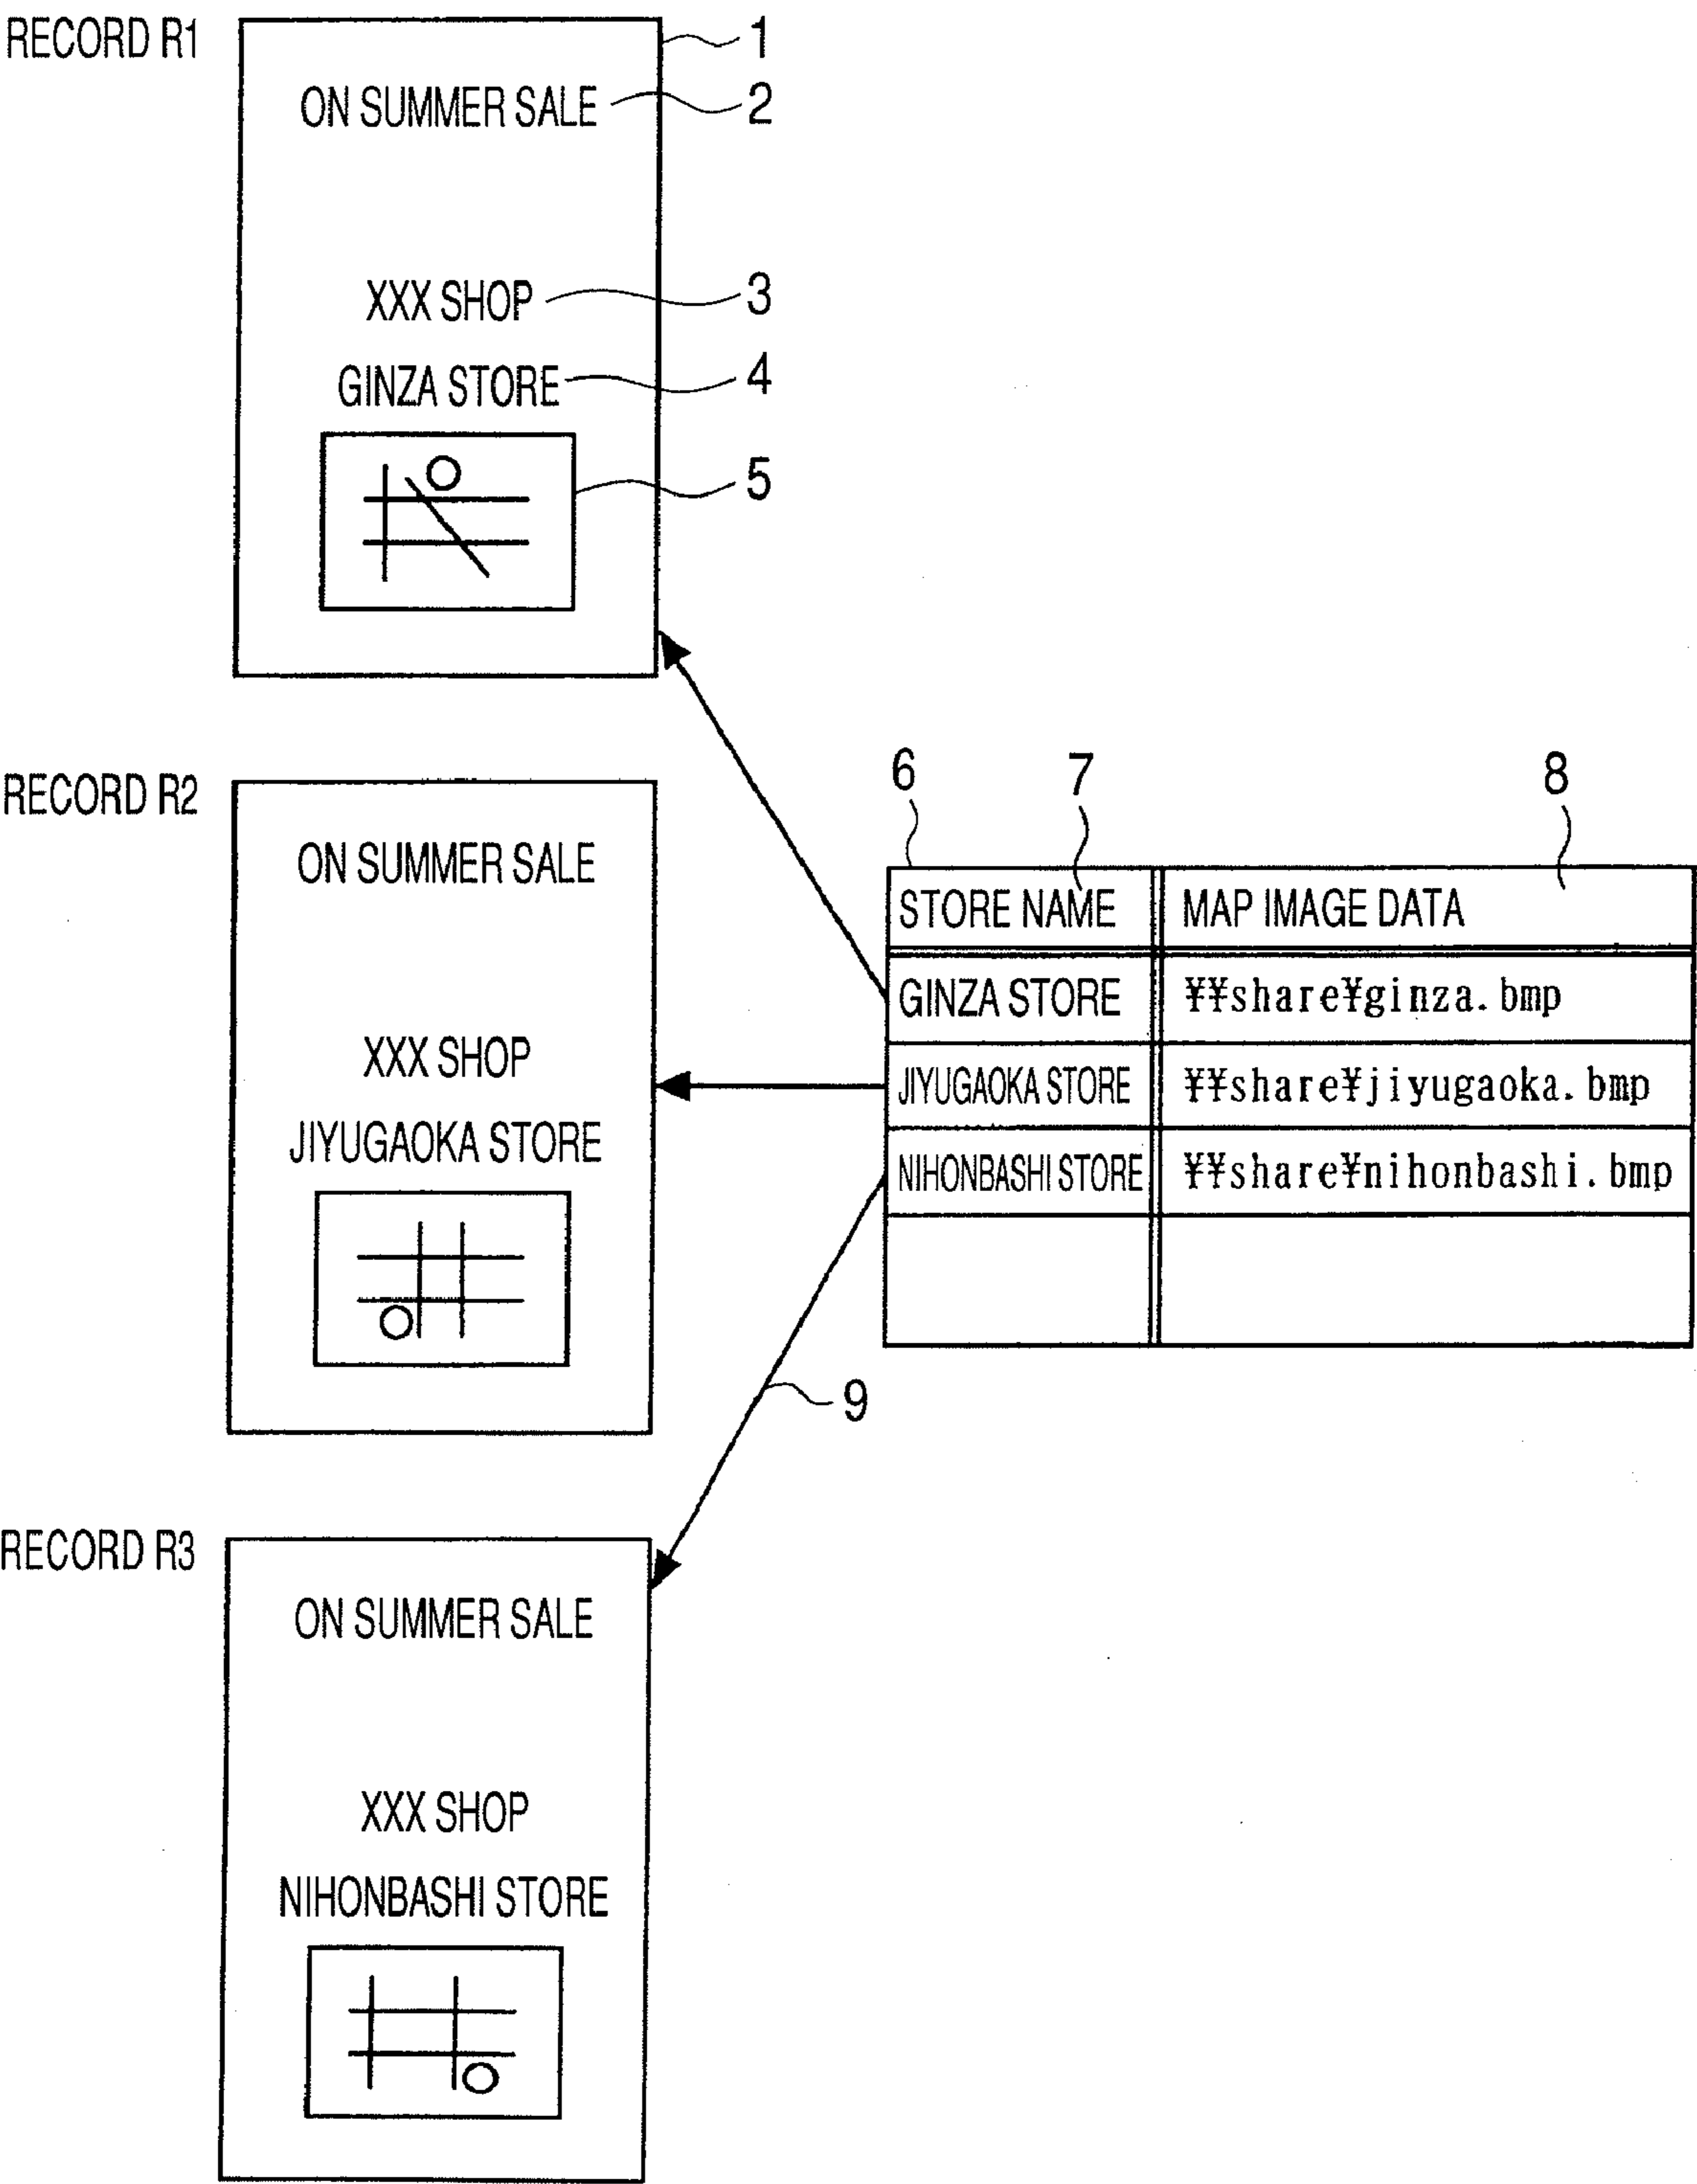 RECORD R1
1
ON SUMMER SALE
2
XXX SHOP
3
GINZA STORE
4
5
RECORD R2
ON SUMMER SALE
XXX SHOP
JIYUGAOKA STORE
6
7
8
STORE NAME
MAP IMAGE DATA
GINZA STORE
¥¥share¥ginza.bmp
JIYUGAOKA STORE
¥¥share¥jiyugaoka.bmp
NIHONBASHI STORE
¥¥share¥nihonbashi.bmp
9
RECORD R3
ON SUMMER SALE
XXX SHOP
NIHONBASHI STORE